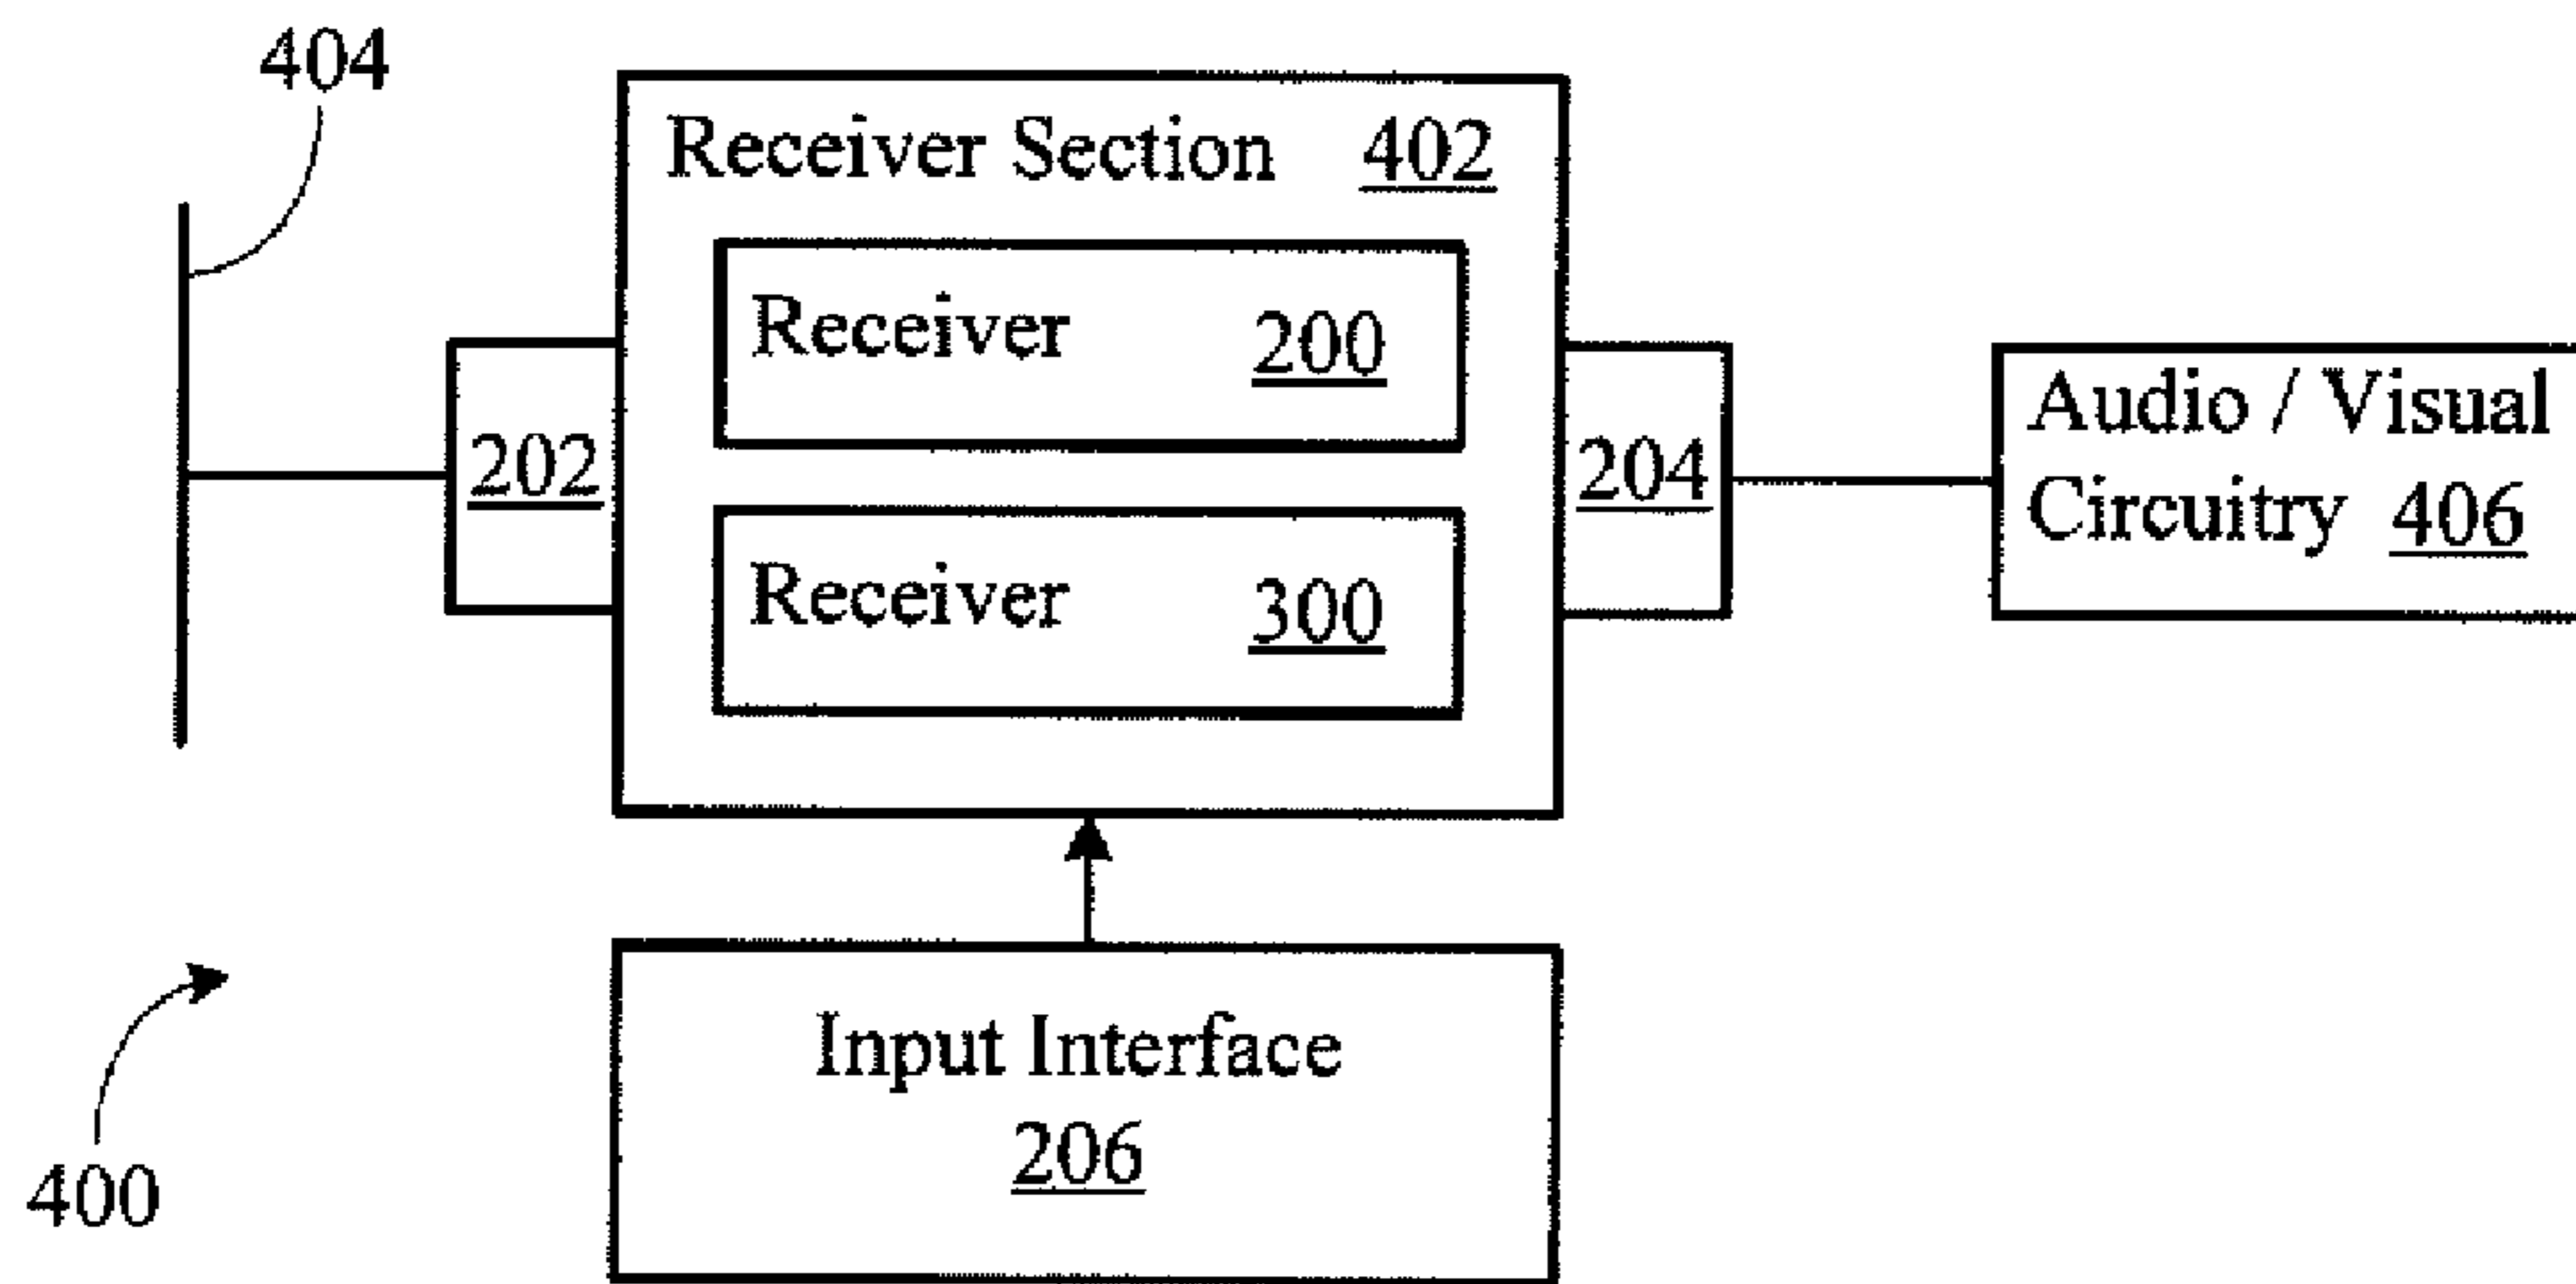 404
Receiver Section 402
Receiver 200
202
204
Audio / Visual
Circuitry 406
Receiver 300
Input Interface
206
400